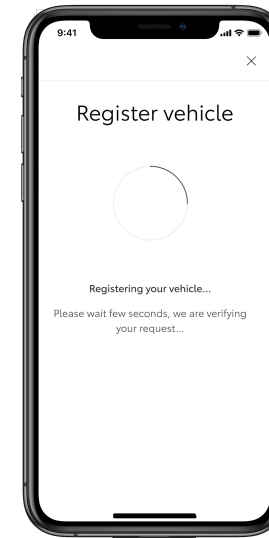 9:41
Register vehicle
Registering your vehicle...
Please wait few seconds, we are verifying
your request...